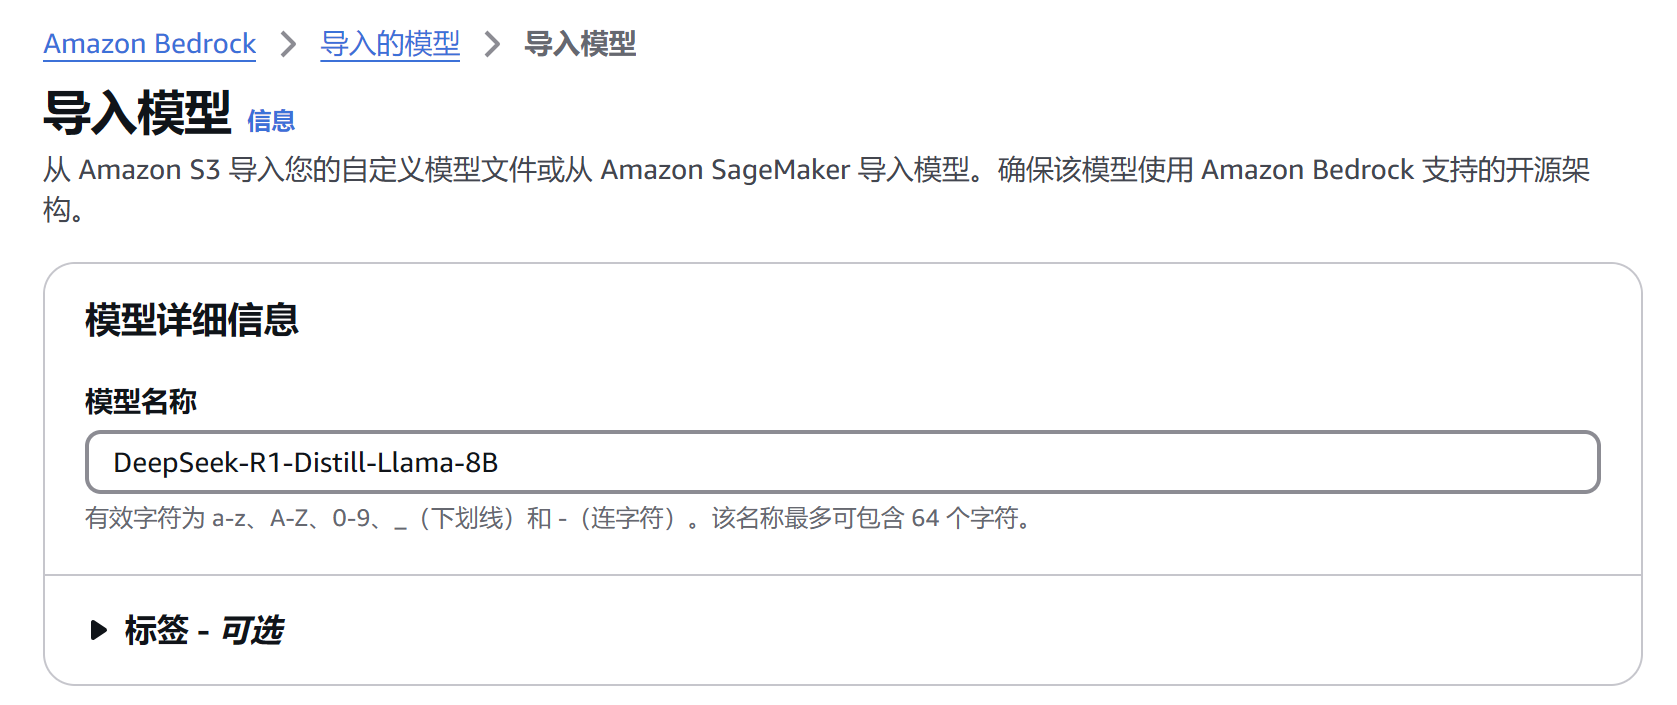 Amazon Bedrock > 导入的模型 > 导入模型
导入模型 信息
从 Amazon S3 导入您的自定义模型文件或从 Amazon SageMaker 导入模型。确保该模型使用 Amazon Bedrock 支持的开源架
构。
模型详细信息
模型名称
DeepSeek-R1-Distill-Llama-8B
有效字符为 a-z、A-Z、0-9、_（下划线）和 -（连字符）。该名称最多可包含 64 个字符。
标签 - 可选